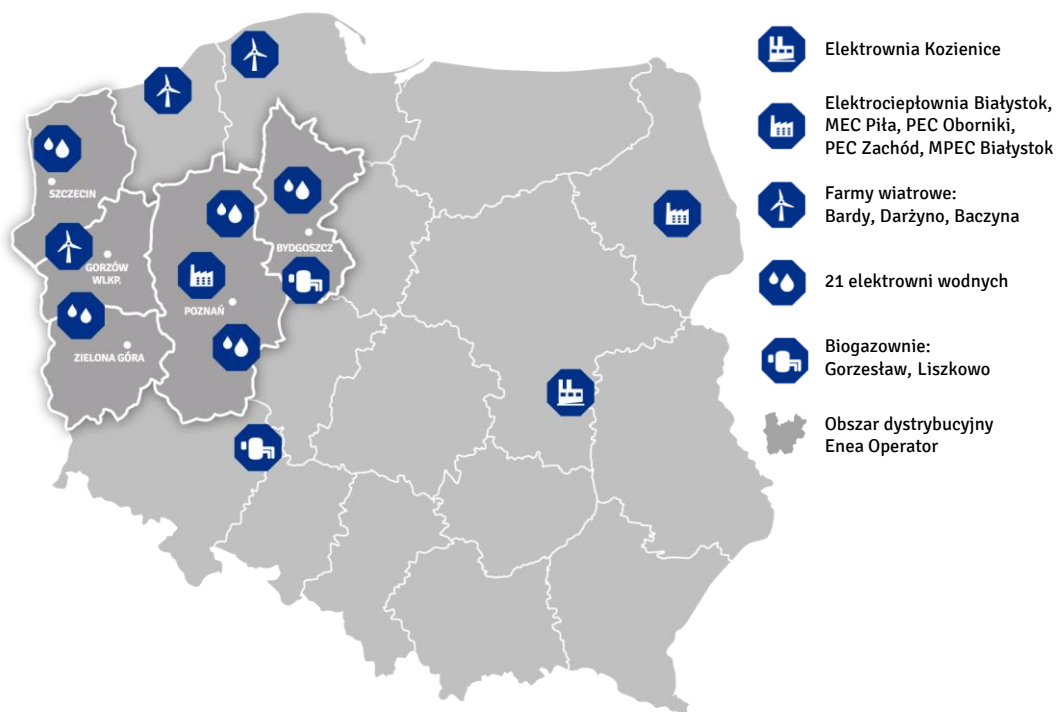 SZCZECIN
GORZÓW
WLKP.
ZIELONA GÓRA
POZNAŃ
BYDGOSZCZ
Elektrownia Kozienice
Elektrociepłownia Białystok,
MEC Piła, PEC Oborniki,
PEC Zachód, MPEC Białystok
Farmy wiatrowe:
Bardy, Darżyno, Baczyna
21 elektrowni wodnych
Biogazownie:
Gorzesław, Liszkowo
Obszar dystrybucyjny
Enea Operator